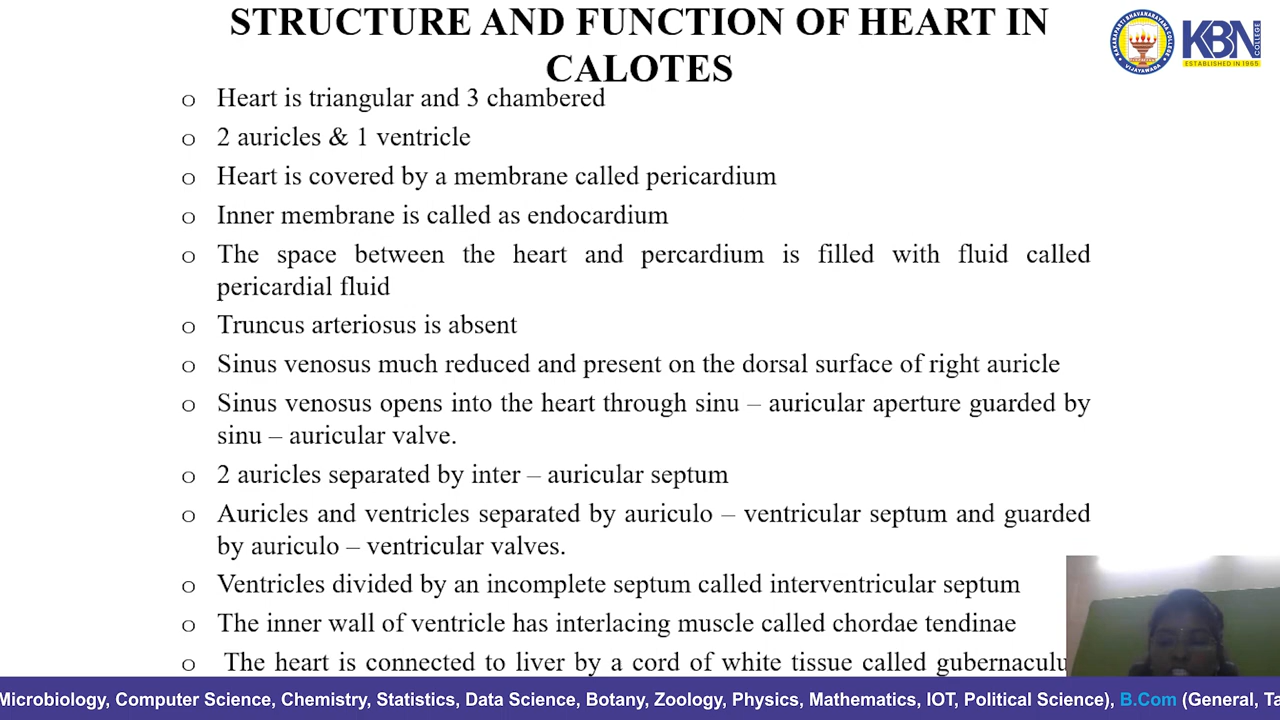 STRUCTURE AND FUNCTION OF HEART IN
CALOTES
KBN
COLLEGE
ESTABLISHED IN 1965
KAKARAPARTI BHAVANARAYANA COLLEGE
VIJAYAWADA
o Heart is triangular and 3 chambered
o 2 auricles & 1 ventricle
o Heart is covered by a membrane called pericardium
o Inner membrane is called as endocardium
o The space between the heart and percardium is filled with fluid called
pericardial fluid
o Truncus arteriosus is absent
o Sinus venosus much reduced and present on the dorsal surface of right auricle
o Sinus venosus opens into the heart through sinu – auricular aperture guarded by
sinu – auricular valve.
o 2 auricles separated by inter – auricular septum
o Auricles and ventricles separated by auriculo – ventricular septum and guarded
by auriculo – ventricular valves.
o Ventricles divided by an incomplete septum called interventricular septum
o The inner wall of ventricle has interlacing muscle called chordae tendinae
o The heart is connected to liver by a cord of white tissue called gubernaculu
Microbiology, Computer Science, Chemistry, Statistics, Data Science, Botany, Zoology, Physics, Mathematics, IOT, Political Science), B.Com (General, Ta